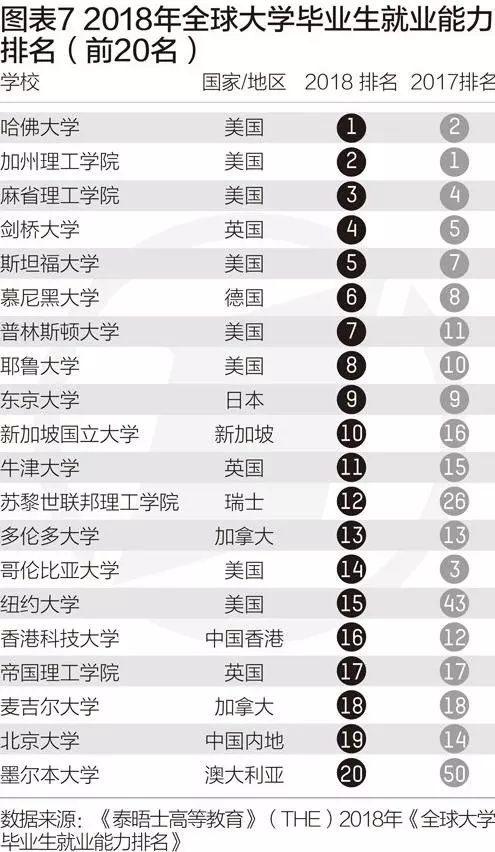 图表7 2018年全球大学毕业生就业能力
排名（前20名）
学校 国家/地区 2018 排名 2017排名
哈佛大学 美国 1 2
加州理工学院 美国 2 1
麻省理工学院 美国 3 4
剑桥大学 英国 4 5
斯坦福大学 美国 5 7
慕尼黑大学 德国 6 8
普林斯顿大学 美国 7 11
耶鲁大学 美国 8 10
东京大学 日本 9 9
新加坡国立大学 新加坡 10 16
牛津大学 英国 11 15
苏黎世联邦理工学院 瑞士 12 26
多伦多大学 加拿大 13 13
哥伦比亚大学 美国 14 3
纽约大学 美国 15 43
香港科技大学 中国香港 16 12
帝国理工学院 英国 17 17
麦吉尔大学 加拿大 18 18
北京大学 中国内地 19 14
墨尔本大学 澳大利亚 20 50
数据来源：《泰晤士高等教育》（THE）2018年《全球大学
毕业生就业能力排名》